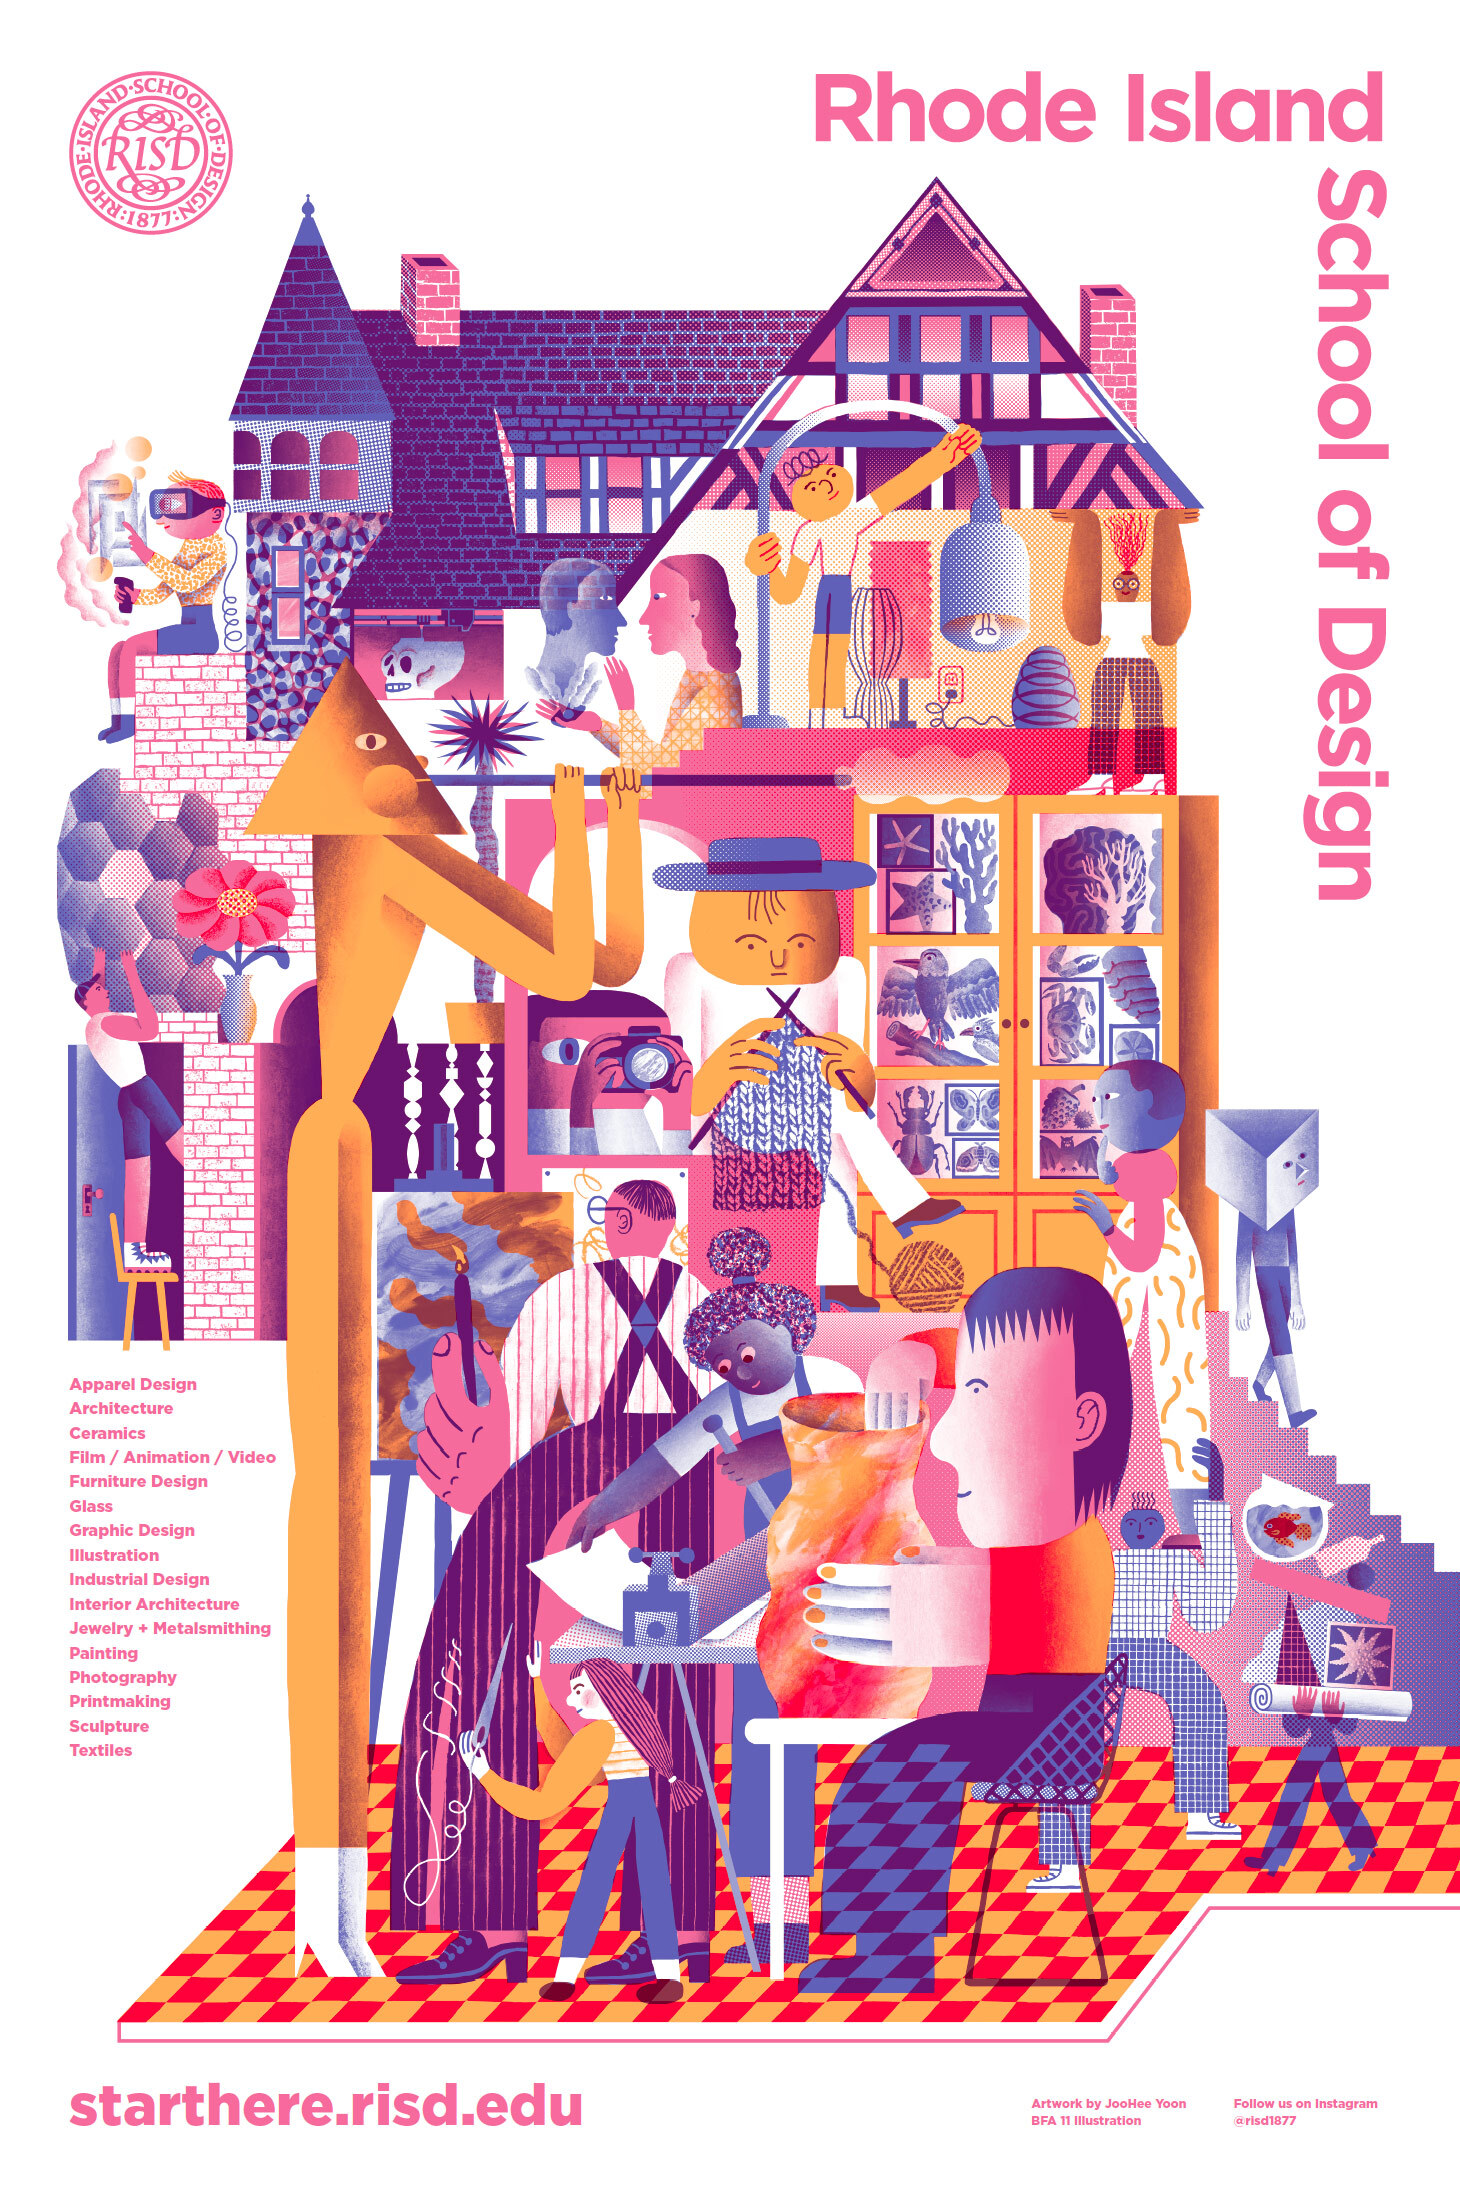 RHODE·ISLAND·SCHOOL·OF·DESIGN
RISD
:1877:
Rhode Island
School of Design
Apparel Design
Architecture
Ceramics
Film / Animation / Video
Furniture Design
Glass
Graphic Design
Illustration
Industrial Design
Interior Architecture
Jewelry + Metalsmithing
Painting
Photography
Printmaking
Sculpture
Textiles
starthere.risd.edu
Artwork by JooHee Yoon
BFA 11 Illustration
Follow us on Instagram
@risd1877